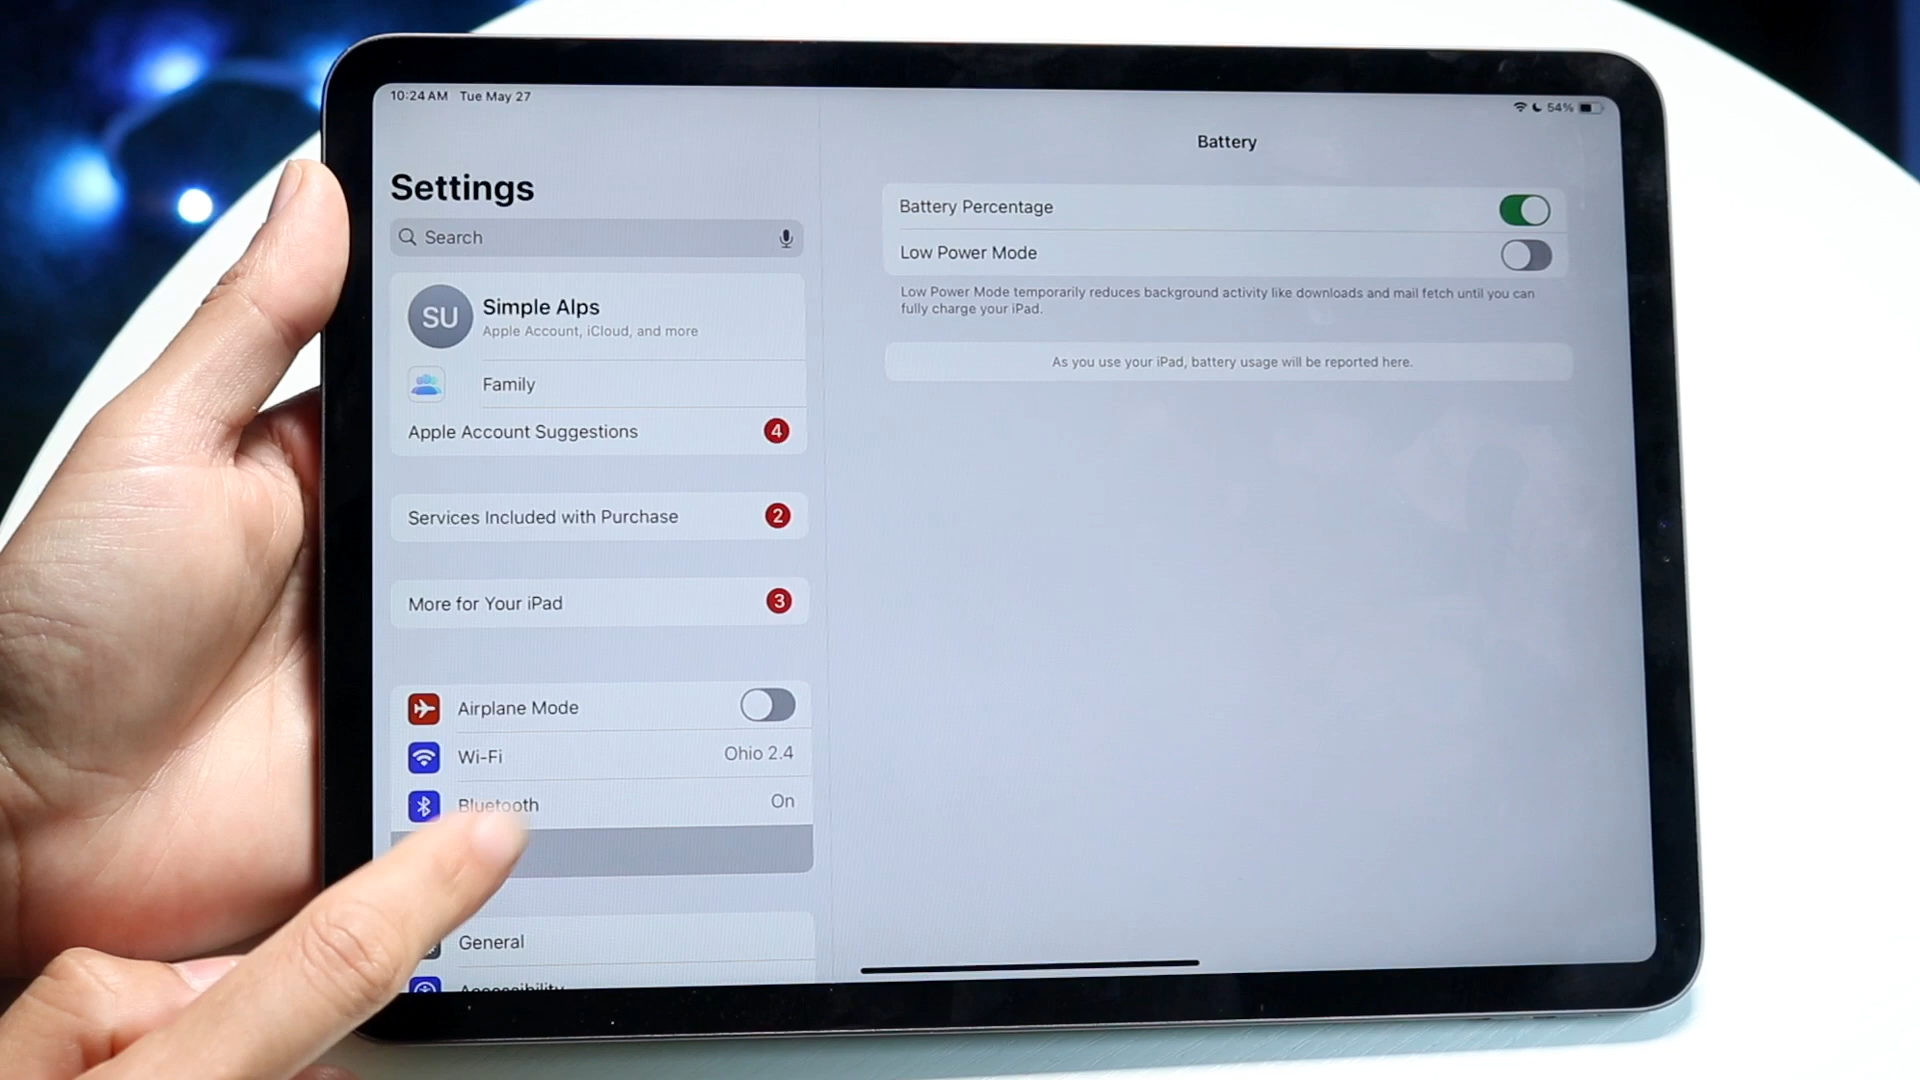 10:24 AM Tue May 27
54%
Settings
Search
SU
Simple Alps
Apple Account, iCloud, and more
Family
Apple Account Suggestions 4
Services Included with Purchase 2
More for Your iPad 3
Airplane Mode
Wi-Fi Ohio 2.4
Bluetooth On
General
Accessibility
Battery
Battery Percentage
Low Power Mode
Low Power Mode temporarily reduces background activity like downloads and mail fetch until you can
fully charge your iPad.
As you use your iPad, battery usage will be reported here.